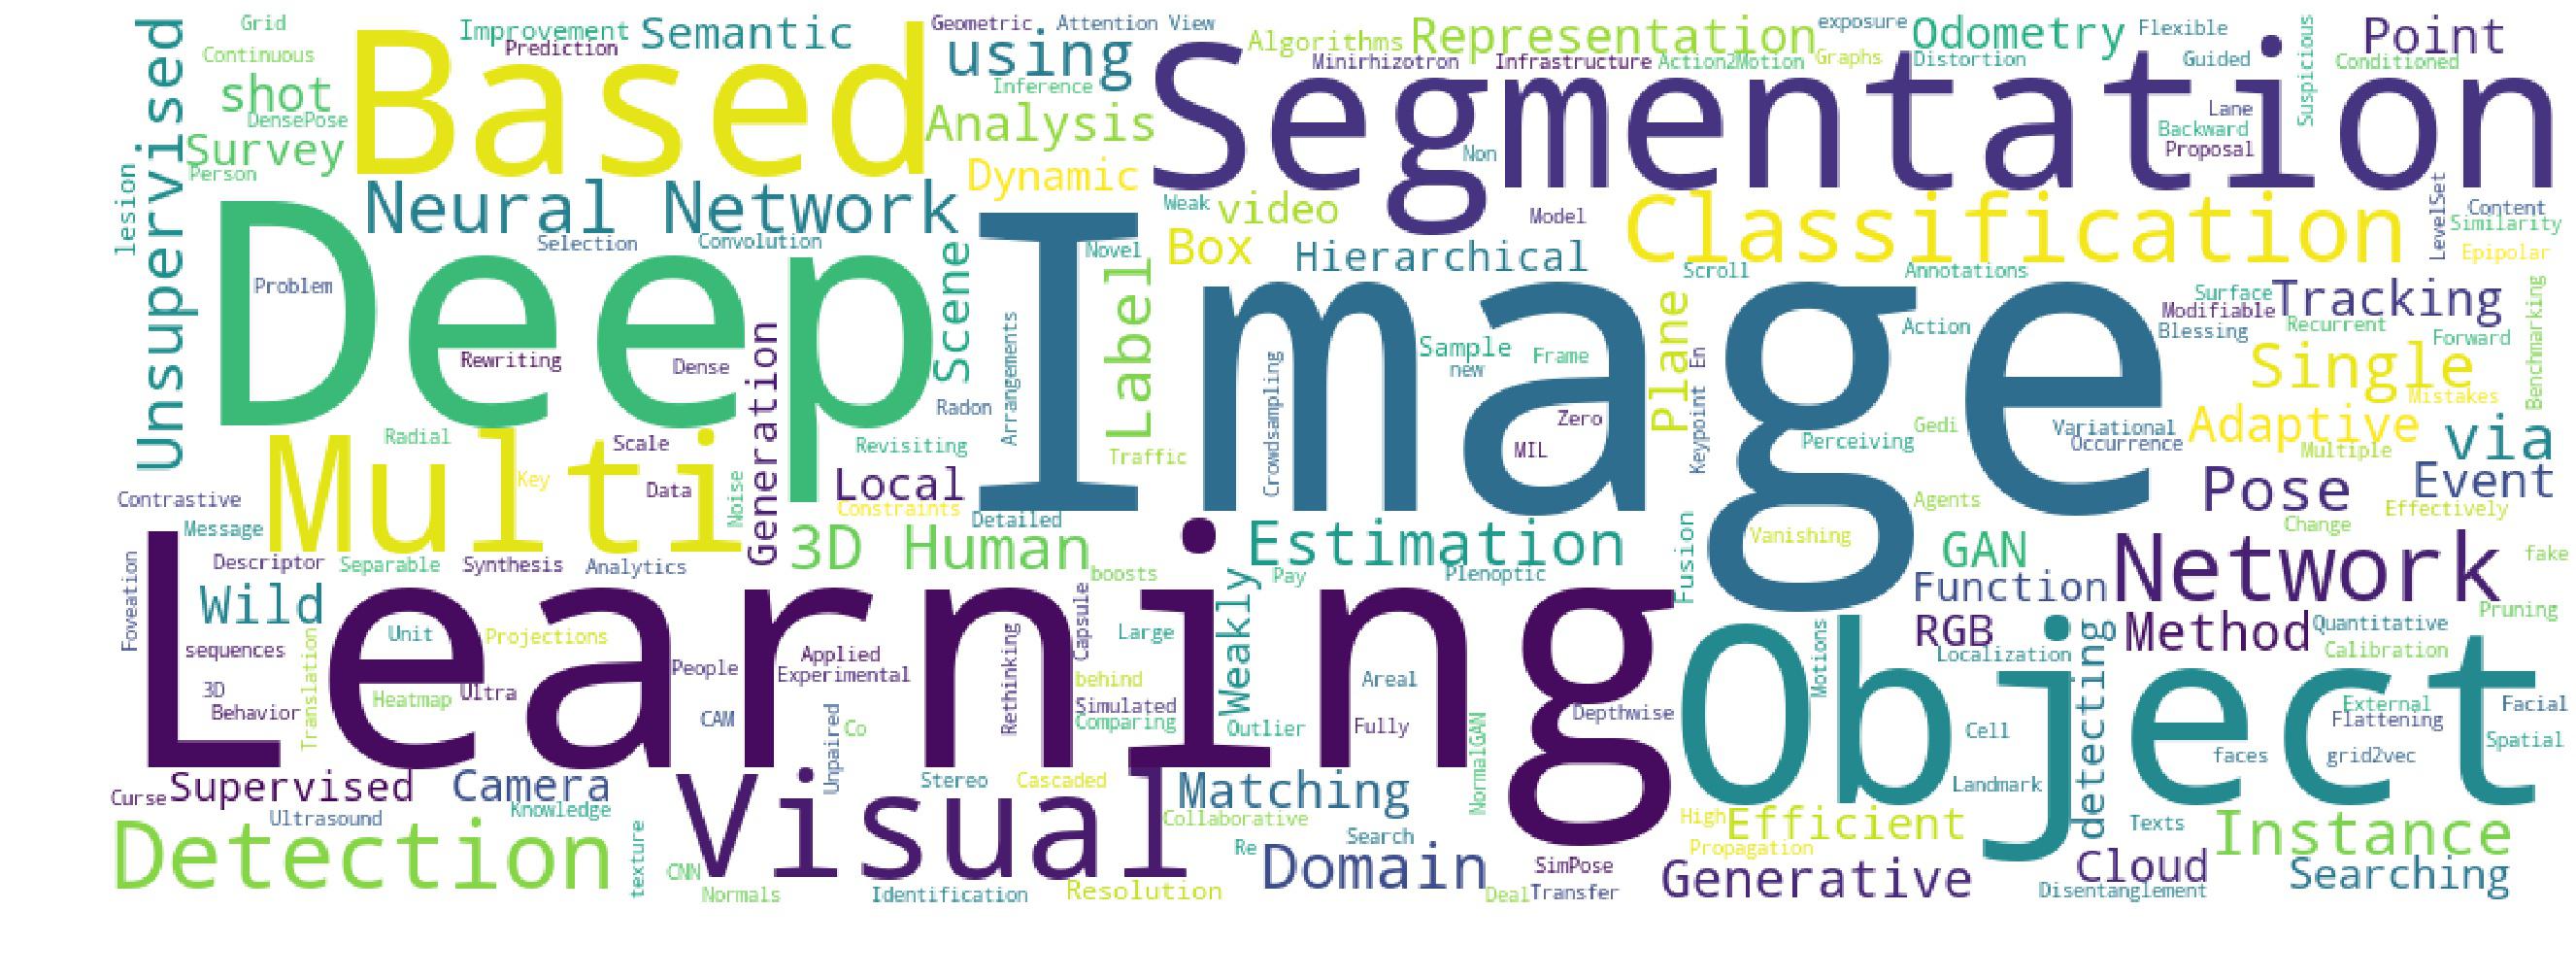 Grid
Improvement
Semantic
Geometric
Attention View
exposure
Odometry
Flexible
Suspicious
Point
Unsupervised
Continuous
Prediction
Based
using
Algorithms
Representation
Minirhizotron
Infrastructure
Action2Motion
Graphs
Distortion
Guided
Conditioned
shot
DensePose
Inference
Segmentation
Lane
Survey
Analysis
Backward
Person
Dynamic
Non
Proposal
lesion
Neural Network
Weak
video
Model
Classification
LevelSet
Content
Similarity
Deep
Selection
Convolution
Scene
Image
Novel
Box
Hierarchical
Epipolar
Problem
Label
Scroll
Annotations
Surface
Tracking
Benchmarking
Generation
Arrangements
Plane
Modifiable
Action
Blessing
Recurrent
Rewriting
Dense
Crowdsampling
Sample
Frame
Keypoint En
Forward
new
Single
Radon
Zero
Mistakes
Radial
Multi
Scale
Revisiting
Traffic
MIL
Perceiving
Gedi
Variational
Adaptive
Occurrence
via
Multiple
Contrastive
Key
Data
Noise
Local
Pose
Event
Constraints
Agents
Effectively
Message
Detailed
Change
Learning
3D Human
Estimation
Fusion
Vanishing
GAN
Network
fake
Descriptor
Separable
Synthesis
Analytics
boosts
Pay
Plenoptic
Function
Foveation
Wild
Capsule
Weakly
Object
Pruning
Translation
Unit
Projections
Rethinking
Large
Motions
RGB
detecting
Method
Quantitative
sequences
People
Applied
Localization
Calibration
Experimental
behind
Areal
3D
Heatmap
Ultra
Simulated
External
Facial
Behavior
CAM
Unpaired
Co
Comparing
Outlier
Fully
NormalGAN
Depthwise
Cell
Flattening
Spatial
faces
grid2vec
Curse
Supervised
Camera
Visual
Stereo
Cascaded
Matching
Landmark
Ultrasound
Knowledge
Collaborative
High
Efficient
Texts
Instance
Detection
texture
Re
Search
Propagation
CNN
Domain
SimPose
Generative
Cloud
Searching
Normals
Identification
Resolution
Deal
Transfer
Disentanglement